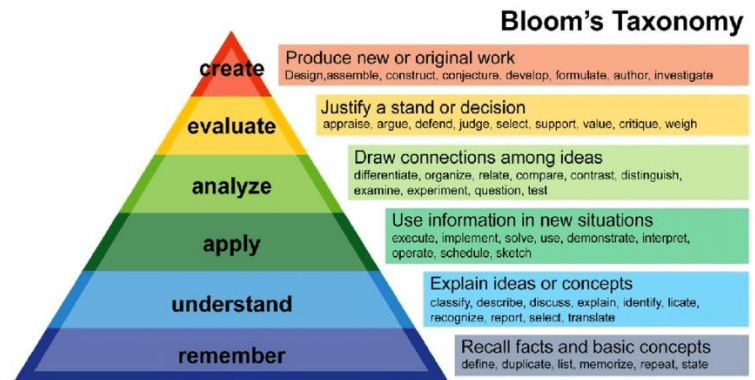 Bloom's Taxonomy
create
Produce new or original work
Design,assemble, construct, conjecture, develop, formulate, author, investigate
evaluate
Justify a stand or decision
appraise, argue, defend, judge, select, support, value, critique, weigh
analyze
Draw connections among ideas
differentiate, organize, relate, compare, contrast, distinguish,
examine, experiment, question, test
apply
Use information in new situations
execute, implement, solve, use, demonstrate, interpret,
operate, schedule, sketch
understand
Explain ideas or concepts
classify, describe, discuss, explain, identify, licate,
recognize, report, select, translate
remember
Recall facts and basic concepts
define, duplicate, list, memorize, repeat, state